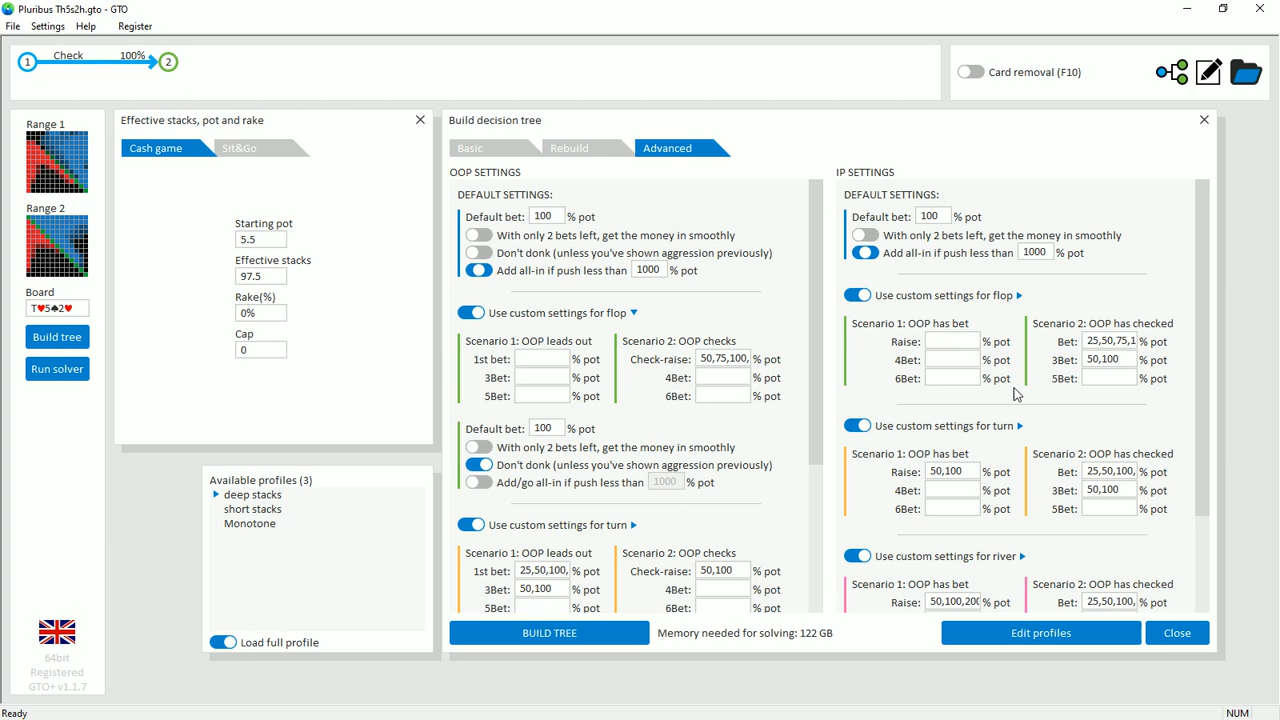 Pluribus Th5s2h.gto - GTO
File Settings Help Register
1 Check 100% 2
Card removal (F10)
Range 1
Range 2
Board
T♥5♠2♥
Build tree
Run solver
64bit
Registered
GTO+ v1.1.7
Effective stacks, pot and rake
Cash game Sit&Go
Starting pot
5.5
Effective stacks
97.5
Rake(%)
0%
Cap
0
Available profiles (3)
deep stacks
short stacks
Monotone
Load full profile
Build decision tree
Basic Rebuild Advanced
OOP SETTINGS
DEFAULT SETTINGS:
Default bet: 100 % pot
With only 2 bets left, get the money in smoothly
Don't donk (unless you've shown aggression previously)
Add all-in if push less than 1000 % pot
Use custom settings for flop
Scenario 1: OOP leads out
1st bet: % pot
3Bet: % pot
5Bet: % pot
Scenario 2: OOP checks
Check-raise: 50,75,100, % pot
4Bet: % pot
6Bet: % pot
Default bet: 100 % pot
With only 2 bets left, get the money in smoothly
Don't donk (unless you've shown aggression previously)
Add/go all-in if push less than 1000 % pot
Use custom settings for turn
Scenario 1: OOP leads out
1st bet: 25,50,100, % pot
3Bet: 50,100 % pot
5Bet: % pot
Scenario 2: OOP checks
Check-raise: 50,100 % pot
4Bet: % pot
6Bet: % pot
IP SETTINGS
DEFAULT SETTINGS:
Default bet: 100 % pot
With only 2 bets left, get the money in smoothly
Add all-in if push less than 1000 % pot
Use custom settings for flop
Scenario 1: OOP has bet
Raise: % pot
4Bet: % pot
6Bet: % pot
Scenario 2: OOP has checked
Bet: 25,50,75,1 % pot
3Bet: 50,100 % pot
5Bet: % pot
Use custom settings for turn
Scenario 1: OOP has bet
Raise: 50,100 % pot
4Bet: % pot
6Bet: % pot
Scenario 2: OOP has checked
Bet: 25,50,100, % pot
3Bet: 50,100 % pot
5Bet: % pot
Use custom settings for river
Scenario 1: OOP has bet
Raise: 50,100,200 % pot
Scenario 2: OOP has checked
Bet: 25,50,100, % pot
BUILD TREE Memory needed for solving: 122 GB Edit profiles Close
Ready NUM